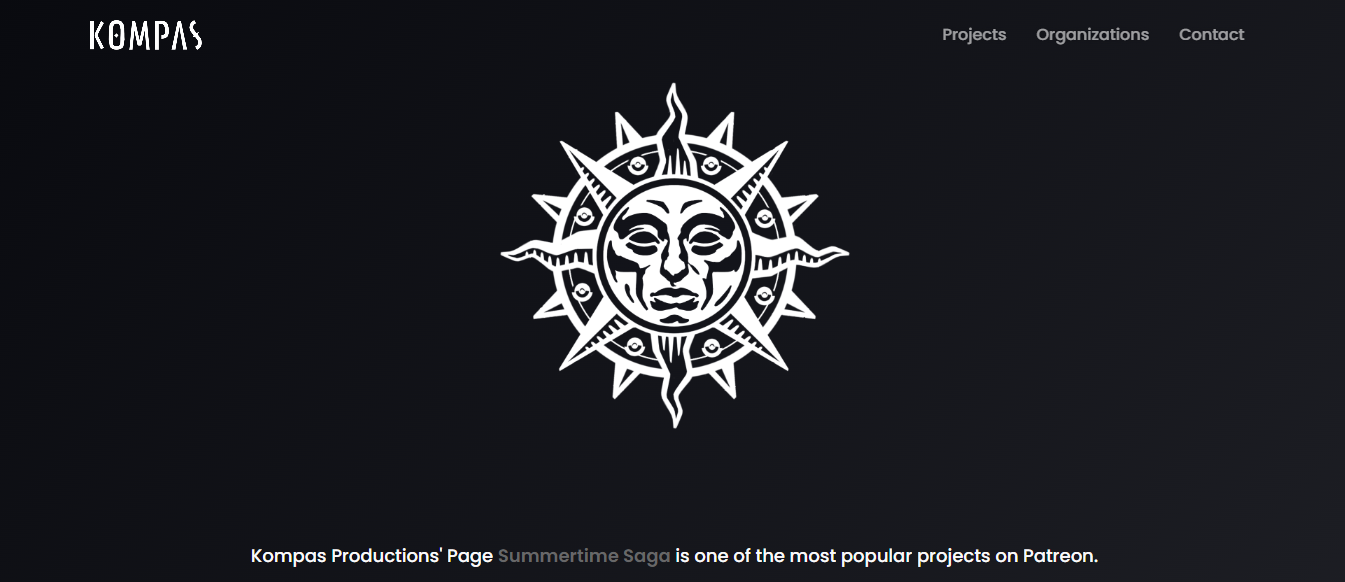 KOMPAS
Projects Organizations Contact
Kompas Productions' Page Summertime Saga is one of the most popular projects on Patreon.